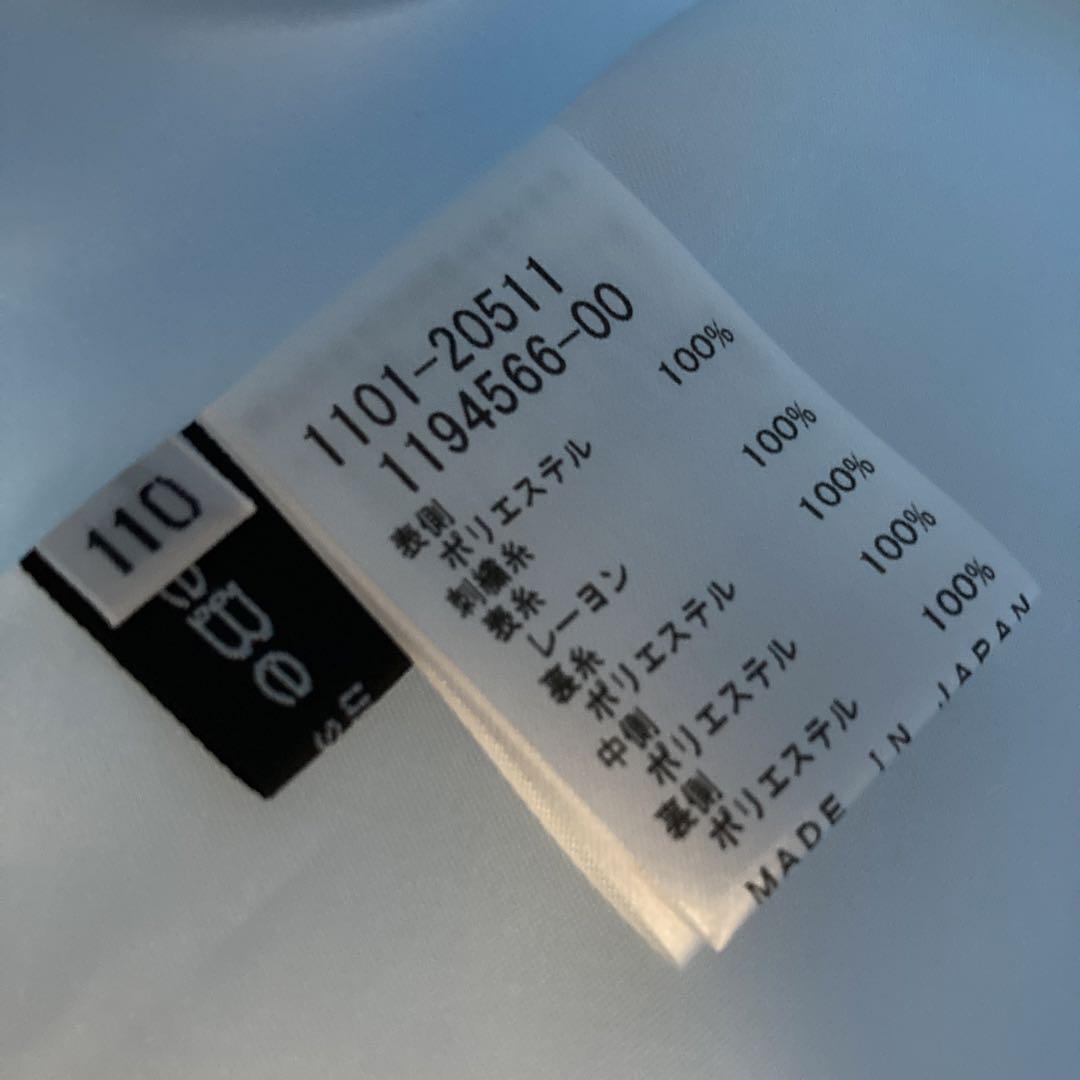 1101-20511
1194566-00
表側
ポリエステル 100%
刺繍糸
表糸
レーヨン 100%
裏糸
ポリエステル 100%
中側
ポリエステル 100%
裏側
ポリエステル 100%
MADE IN JAPAN
110